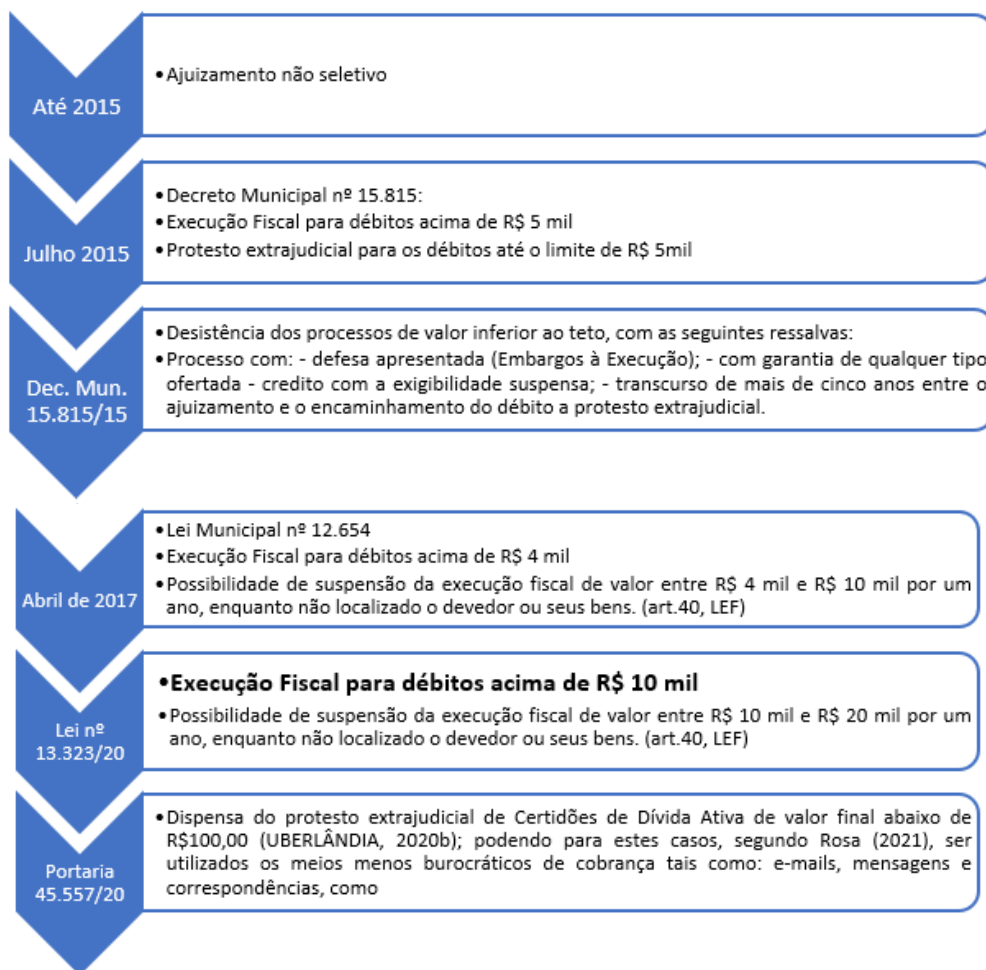 Até 2015
•Ajuizamento não seletivo
Julho 2015
•Decreto Municipal nº 15.815:
•Execução Fiscal para débitos acima de R$ 5 mil
•Protesto extrajudicial para os débitos até o limite de R$ 5mil
Dec. Mun.
15.815/15
•Desistência dos processos de valor inferior ao teto, com as seguintes ressalvas:
•Processo com: - defesa apresentada (Embargos à Execução); - com garantia de qualquer tipo
ofertada - credito com a exigibilidade suspensa; - transcurso de mais de cinco anos entre o
ajuizamento e o encaminhamento do débito a protesto extrajudicial.
Abril de 2017
•Lei Municipal nº 12.654
•Execução Fiscal para débitos acima de R$ 4 mil
•Possibilidade de suspensão da execução fiscal de valor entre R$ 4 mil e R$ 10 mil por um
ano, enquanto não localizado o devedor ou seus bens. (art.40, LEF)
Lei nº
13.323/20
•Execução Fiscal para débitos acima de R$ 10 mil
•Possibilidade de suspensão da execução fiscal de valor entre R$ 10 mil e R$ 20 mil por um
ano, enquanto não localizado o devedor ou seus bens. (art.40, LEF)
Portaria
45.557/20
•Dispensa do protesto extrajudicial de Certidões de Dívida Ativa de valor final abaixo de
R$100,00 (UBERLÂNDIA, 2020b); podendo para estes casos, segundo Rosa (2021), ser
utilizados os meios menos burocráticos de cobrança tais como: e-mails, mensagens e
correspondências, como